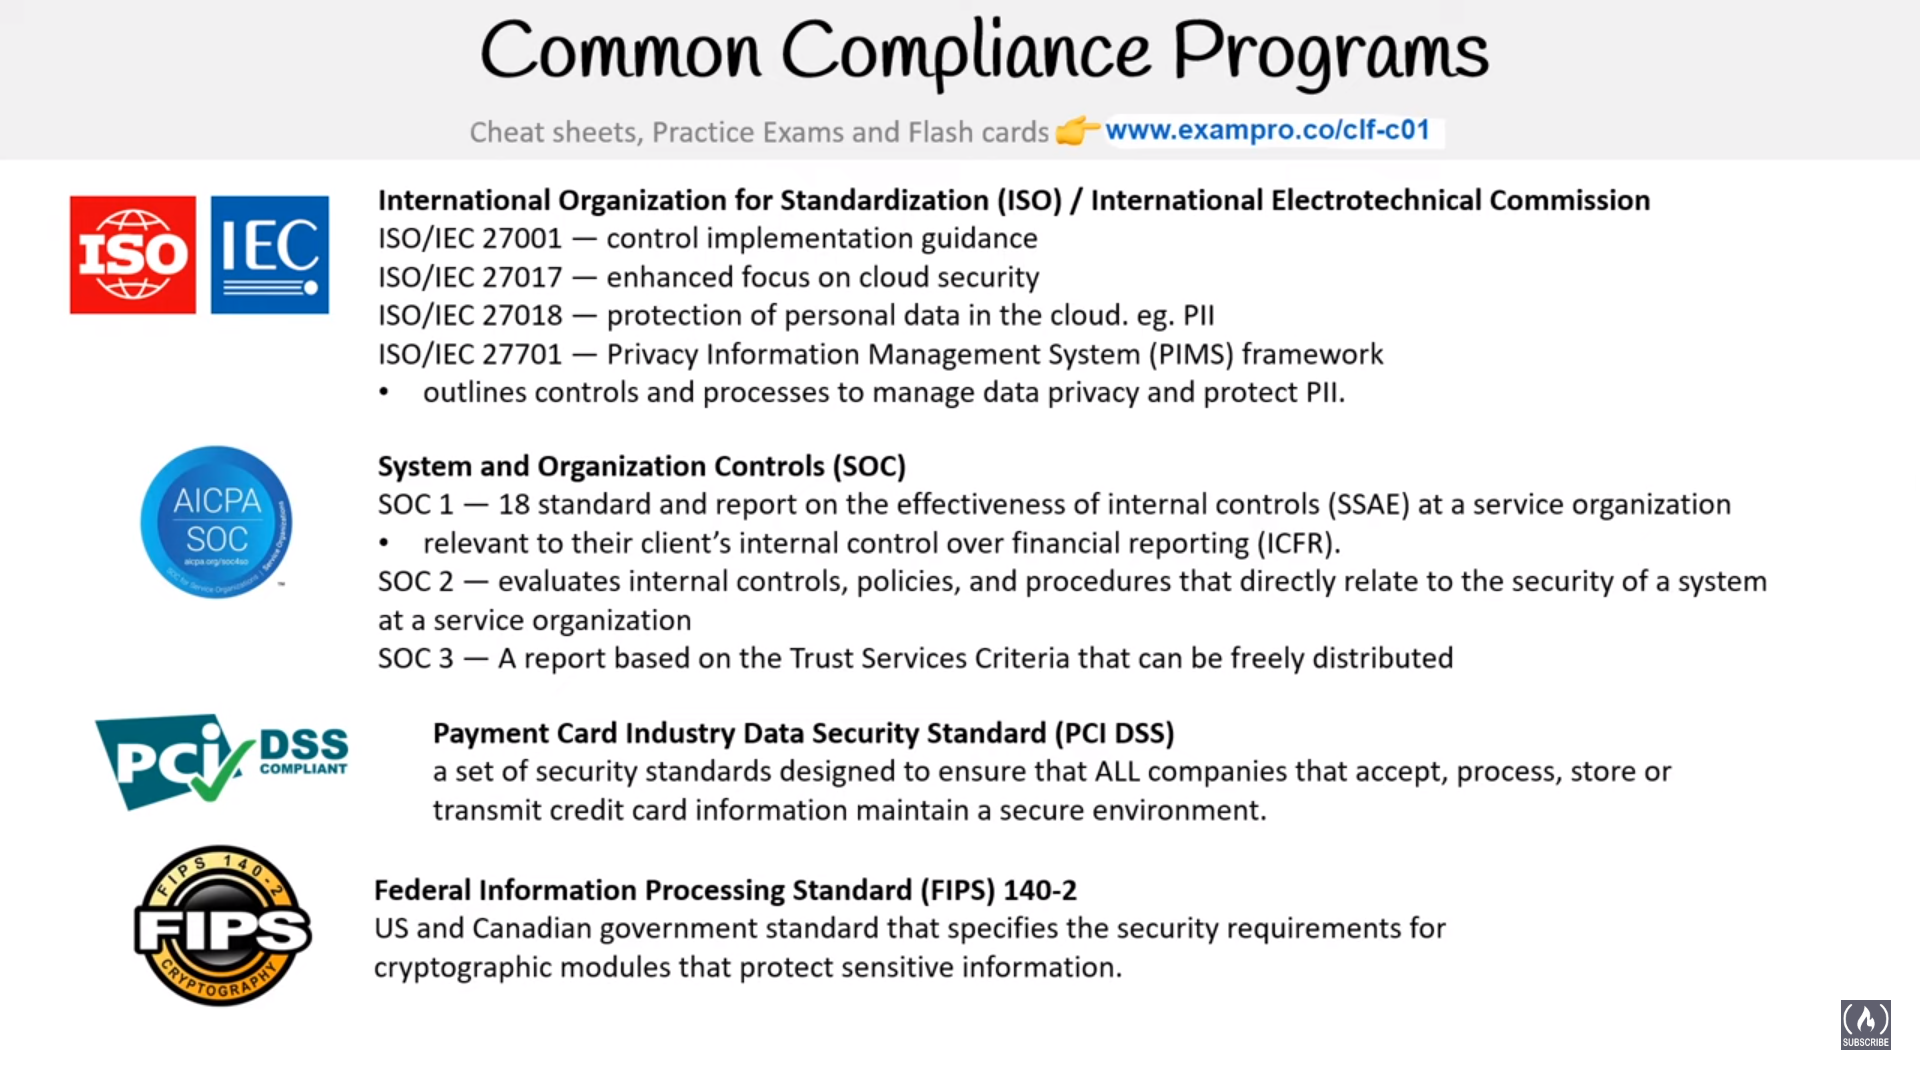 Common Compliance Programs
Cheat sheets, Practice Exams and Flash cards 👉 www.exampro.co/clf-c01
ISO
IEC
International Organization for Standardization (ISO) / International Electrotechnical Commission
ISO/IEC 27001 — control implementation guidance
ISO/IEC 27017 — enhanced focus on cloud security
ISO/IEC 27018 — protection of personal data in the cloud. eg. PII
ISO/IEC 27701 — Privacy Information Management System (PIMS) framework
• outlines controls and processes to manage data privacy and protect PII.
AICPA
SOC
aicpa.org/soc4so
SOC for Service Organizations | Service Organizations
™
System and Organization Controls (SOC)
SOC 1 — 18 standard and report on the effectiveness of internal controls (SSAE) at a service organization
• relevant to their client’s internal control over financial reporting (ICFR).
SOC 2 — evaluates internal controls, policies, and procedures that directly relate to the security of a system
at a service organization
SOC 3 — A report based on the Trust Services Criteria that can be freely distributed
PCi DSS
COMPLIANT
Payment Card Industry Data Security Standard (PCI DSS)
a set of security standards designed to ensure that ALL companies that accept, process, store or
transmit credit card information maintain a secure environment.
FIPS 140-2
FIPS
CRYPTOGRAPHY
Federal Information Processing Standard (FIPS) 140-2
US and Canadian government standard that specifies the security requirements for
cryptographic modules that protect sensitive information.
SUBSCRIBE